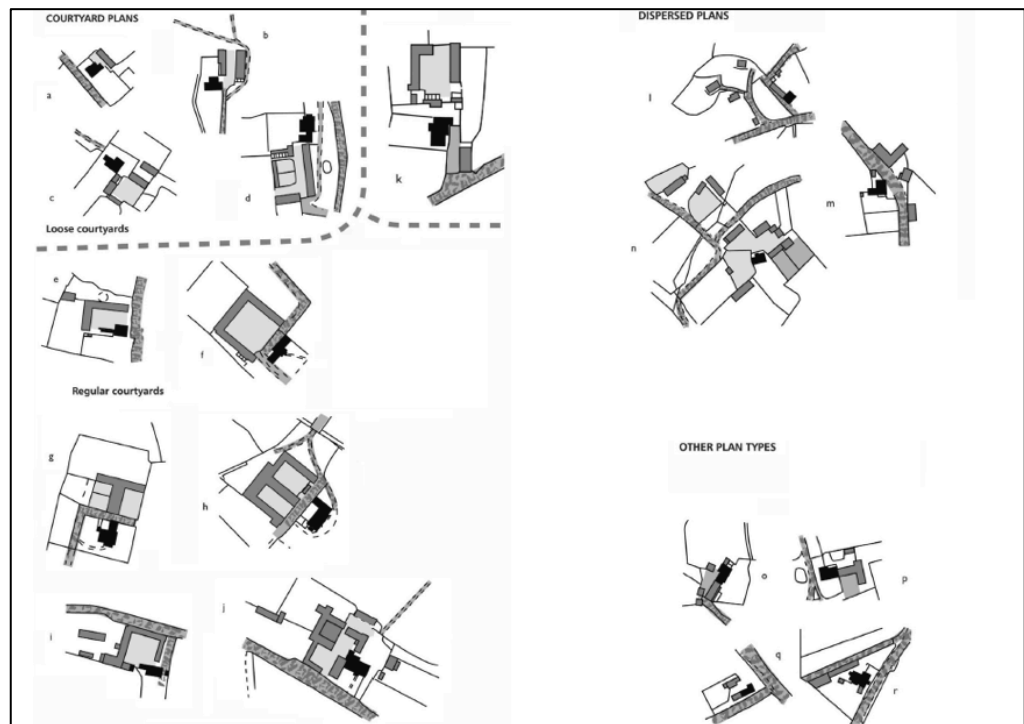 COURTYARD PLANS
a
b
c
d
k
Loose courtyards
e
f
Regular courtyards
g
h
i
j
DISPERSED PLANS
l
m
n
OTHER PLAN TYPES
o
p
q
r